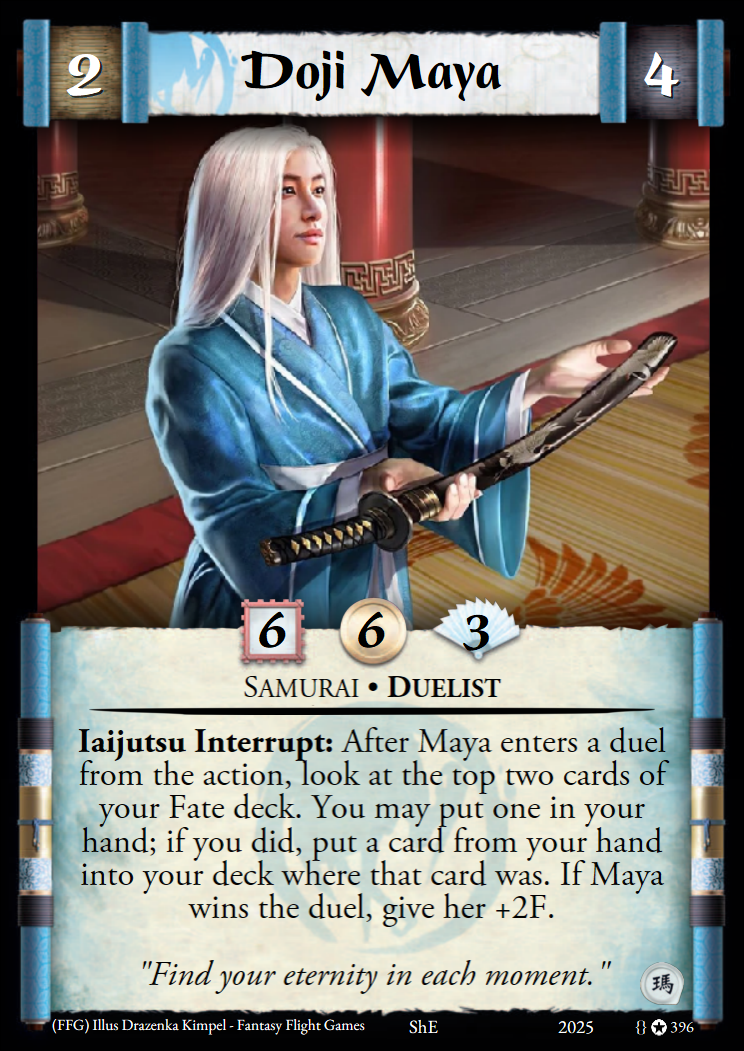 2 Doji Maya 4
6 6 3
Samurai • Duelist
Iaijutsu Interrupt: After Maya enters a duel
from the action, look at the top two cards of
your Fate deck. You may put one in your
hand; if you did, put a card from your hand
into your deck where that card was. If Maya
wins the duel, give her +2F.
"Find your eternity in each moment."
瑪
(FFG) Illus Drazenka Kimpel - Fantasy Flight Games ShE 2025 {} ✪ 396